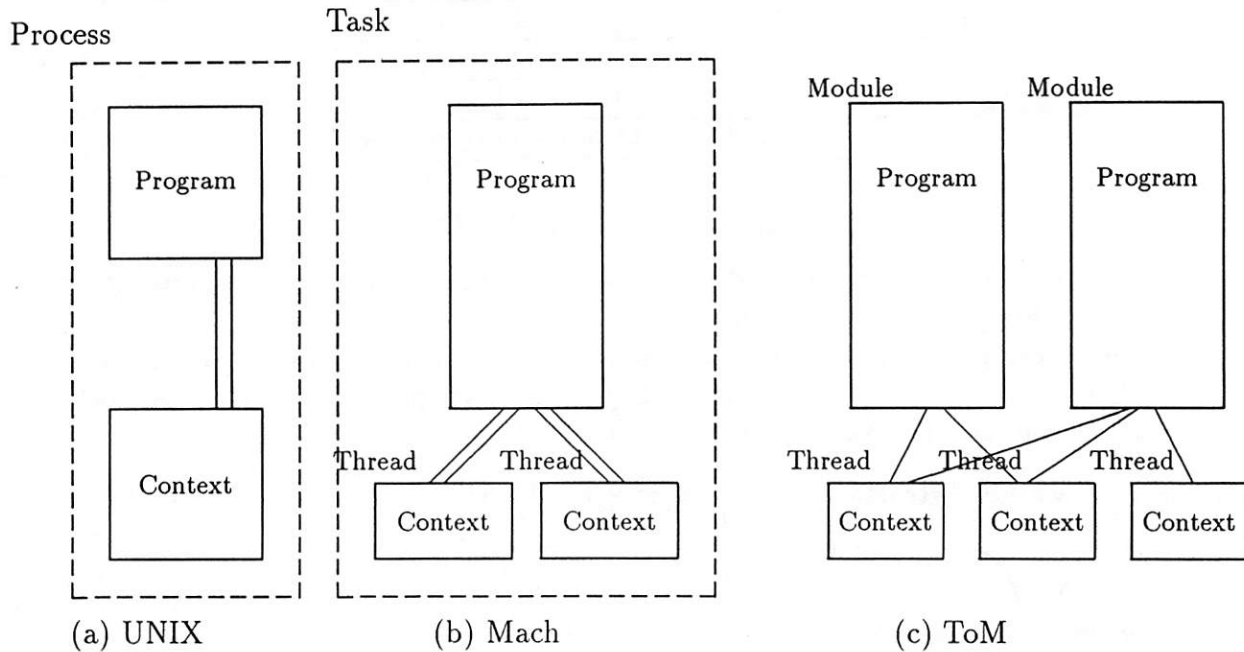 Process
Task
Module
Module
Program
Program
Program
Program
Context
Thread
Thread
Thread
Thread
Thread
Context
Context
Context
Context
Context
(a) UNIX
(b) Mach
(c) ToM